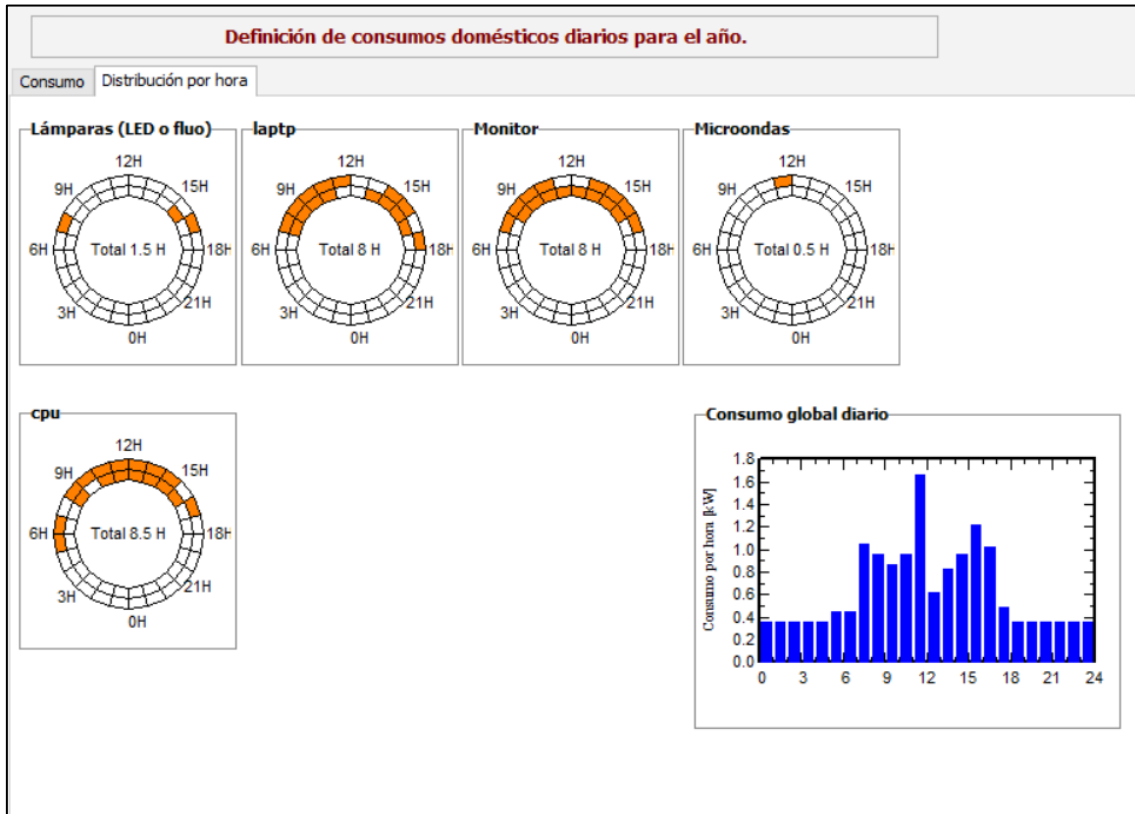 Definición de consumos domésticos diarios para el año.
Consumo Distribución por hora
Lámparas (LED o fluo)
12H
9H 15H
6H Total 1.5 H 18H
3H 21H
0H
laptp
12H
9H 15H
6H Total 8 H 18H
3H 21H
0H
Monitor
12H
9H 15H
6H Total 8 H 18H
3H 21H
0H
Microondas
12H
9H 15H
6H Total 0.5 H 18H
3H 21H
0H
cpu
12H
9H 15H
6H Total 8.5 H 18H
3H 21H
0H
Consumo global diario
Consumo por hora [kW]
1.8
1.6
1.4
1.2
1.0
0.8
0.6
0.4
0.2
0.0
0 3 6 9 12 15 18 21 24